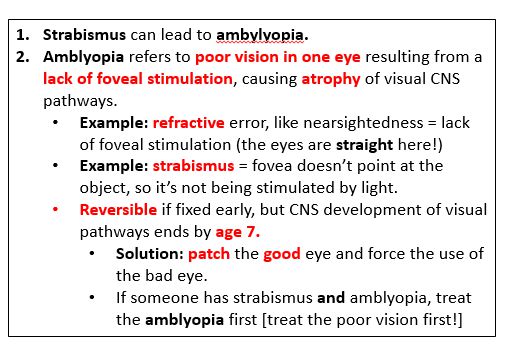 1. Strabismus can lead to ambylyopia.
2. Amblyopia refers to poor vision in one eye resulting from a
lack of foveal stimulation, causing atrophy of visual CNS
pathways.
• Example: refractive error, like nearsightedness = lack
of foveal stimulation (the eyes are straight here!)
• Example: strabismus = fovea doesn’t point at the
object, so it’s not being stimulated by light.
• Reversible if fixed early, but CNS development of visual
pathways ends by age 7.
• Solution: patch the good eye and force the use of
the bad eye.
• If someone has strabismus and amblyopia, treat
the amblyopia first [treat the poor vision first!]